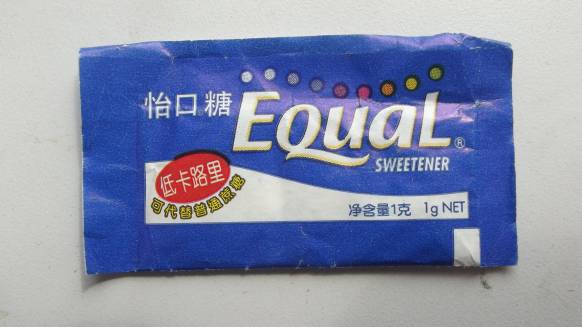 怡口糖
EquaL®
SWEETENER
低卡路里
可代替普通蔗糖
净含量1克 1g NET